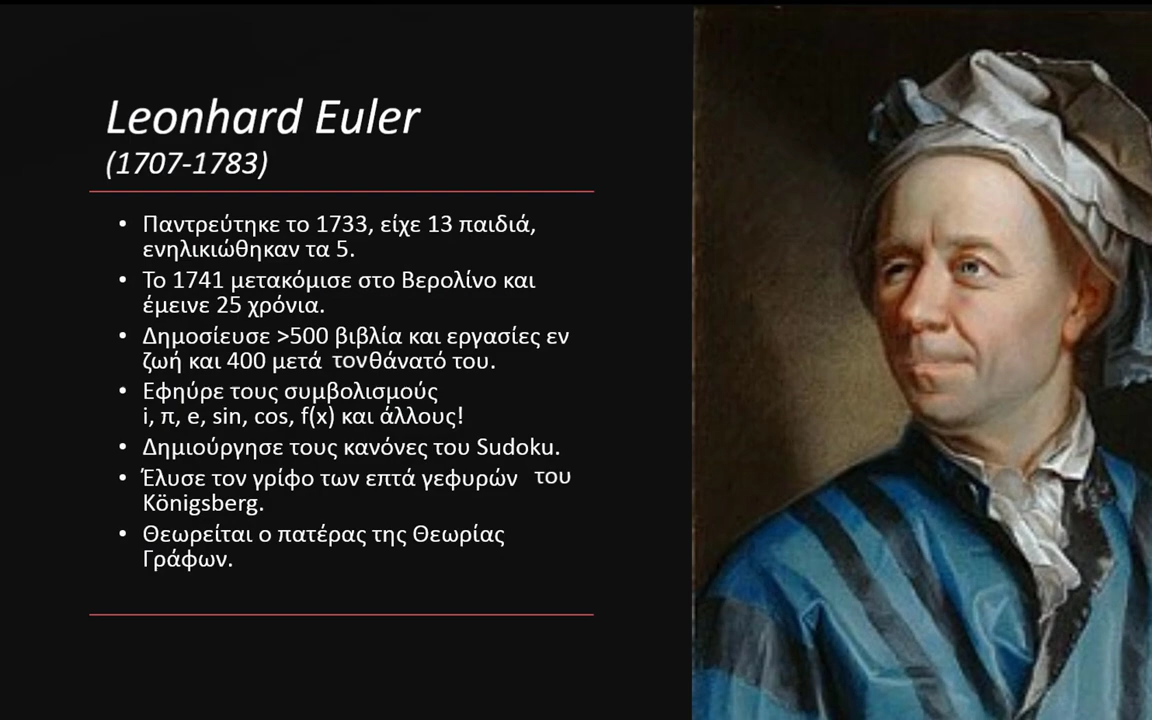 Leonhard Euler
(1707-1783)
• Παντρεύτηκε το 1733, είχε 13 παιδιά,
ενηλικιώθηκαν τα 5.
• Το 1741 μετακόμισε στο Βερολίνο και
έμεινε 25 χρόνια.
• Δημοσίευσε >500 βιβλία και εργασίες εν
ζωή και 400 μετά τονθάνατό του.
• Εφηύρε τους συμβολισμούς
i, π, e, sin, cos, f(x) και άλλους!
• Δημιούργησε τους κανόνες του Sudoku.
• Έλυσε τον γρίφο των επτά γεφυρών του
Königsberg.
• Θεωρείται ο πατέρας της Θεωρίας
Γράφων.